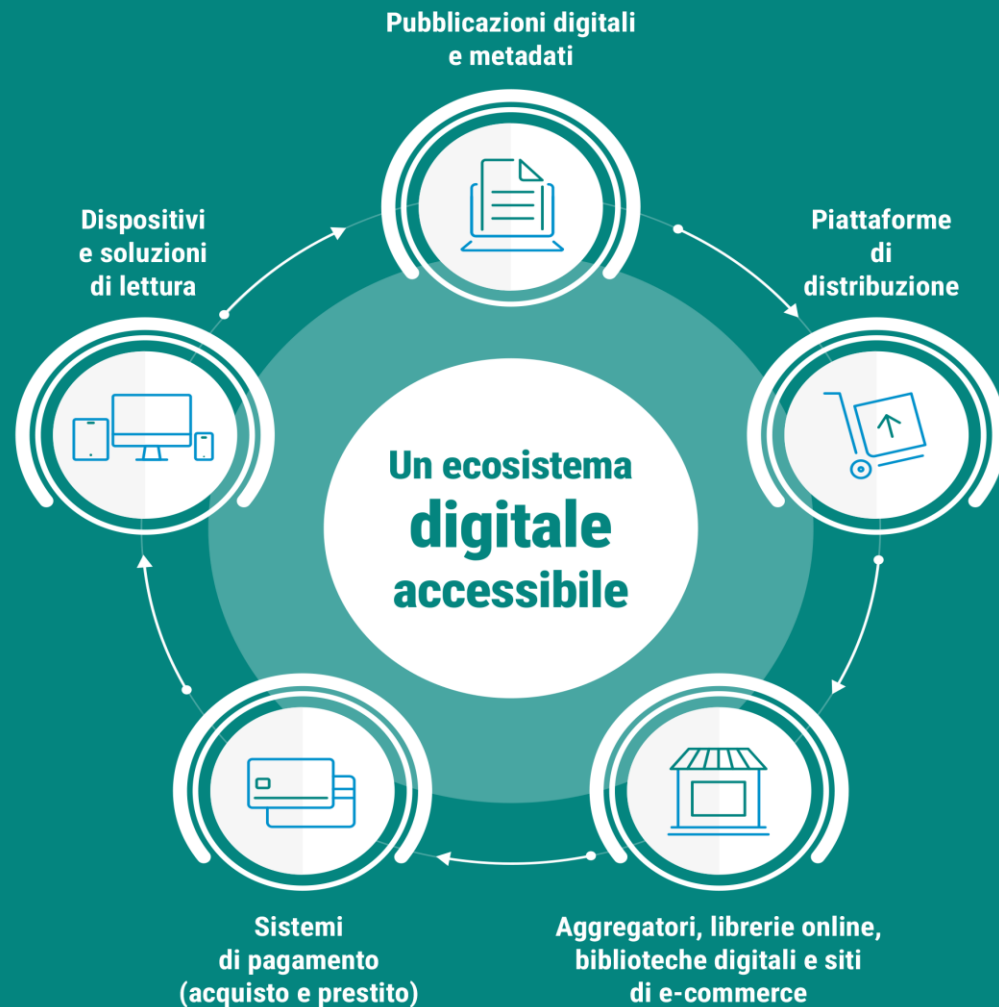 Pubblicazioni digitali
e metadati
Dispositivi
e soluzioni
di lettura
Piattaforme
di
distribuzione
Un ecosistema
digitale
accessibile
Sistemi
di pagamento
(acquisto e prestito)
Aggregatori, librerie online,
biblioteche digitali e siti
di e-commerce